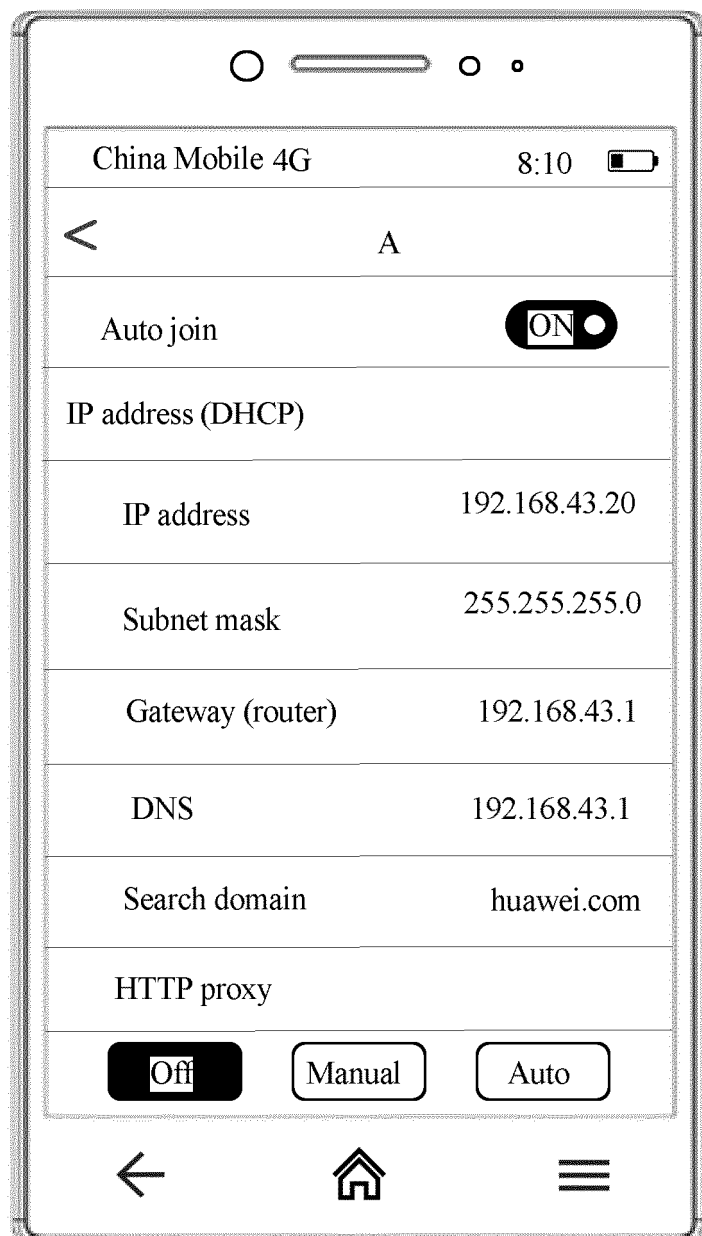 China Mobile 4G 8:10
<
A
Auto join ON
IP address (DHCP)
IP address 192.168.43.20
Subnet mask 255.255.255.0
Gateway (router) 192.168.43.1
DNS 192.168.43.1
Search domain huawei.com
HTTP proxy
Off Manual Auto